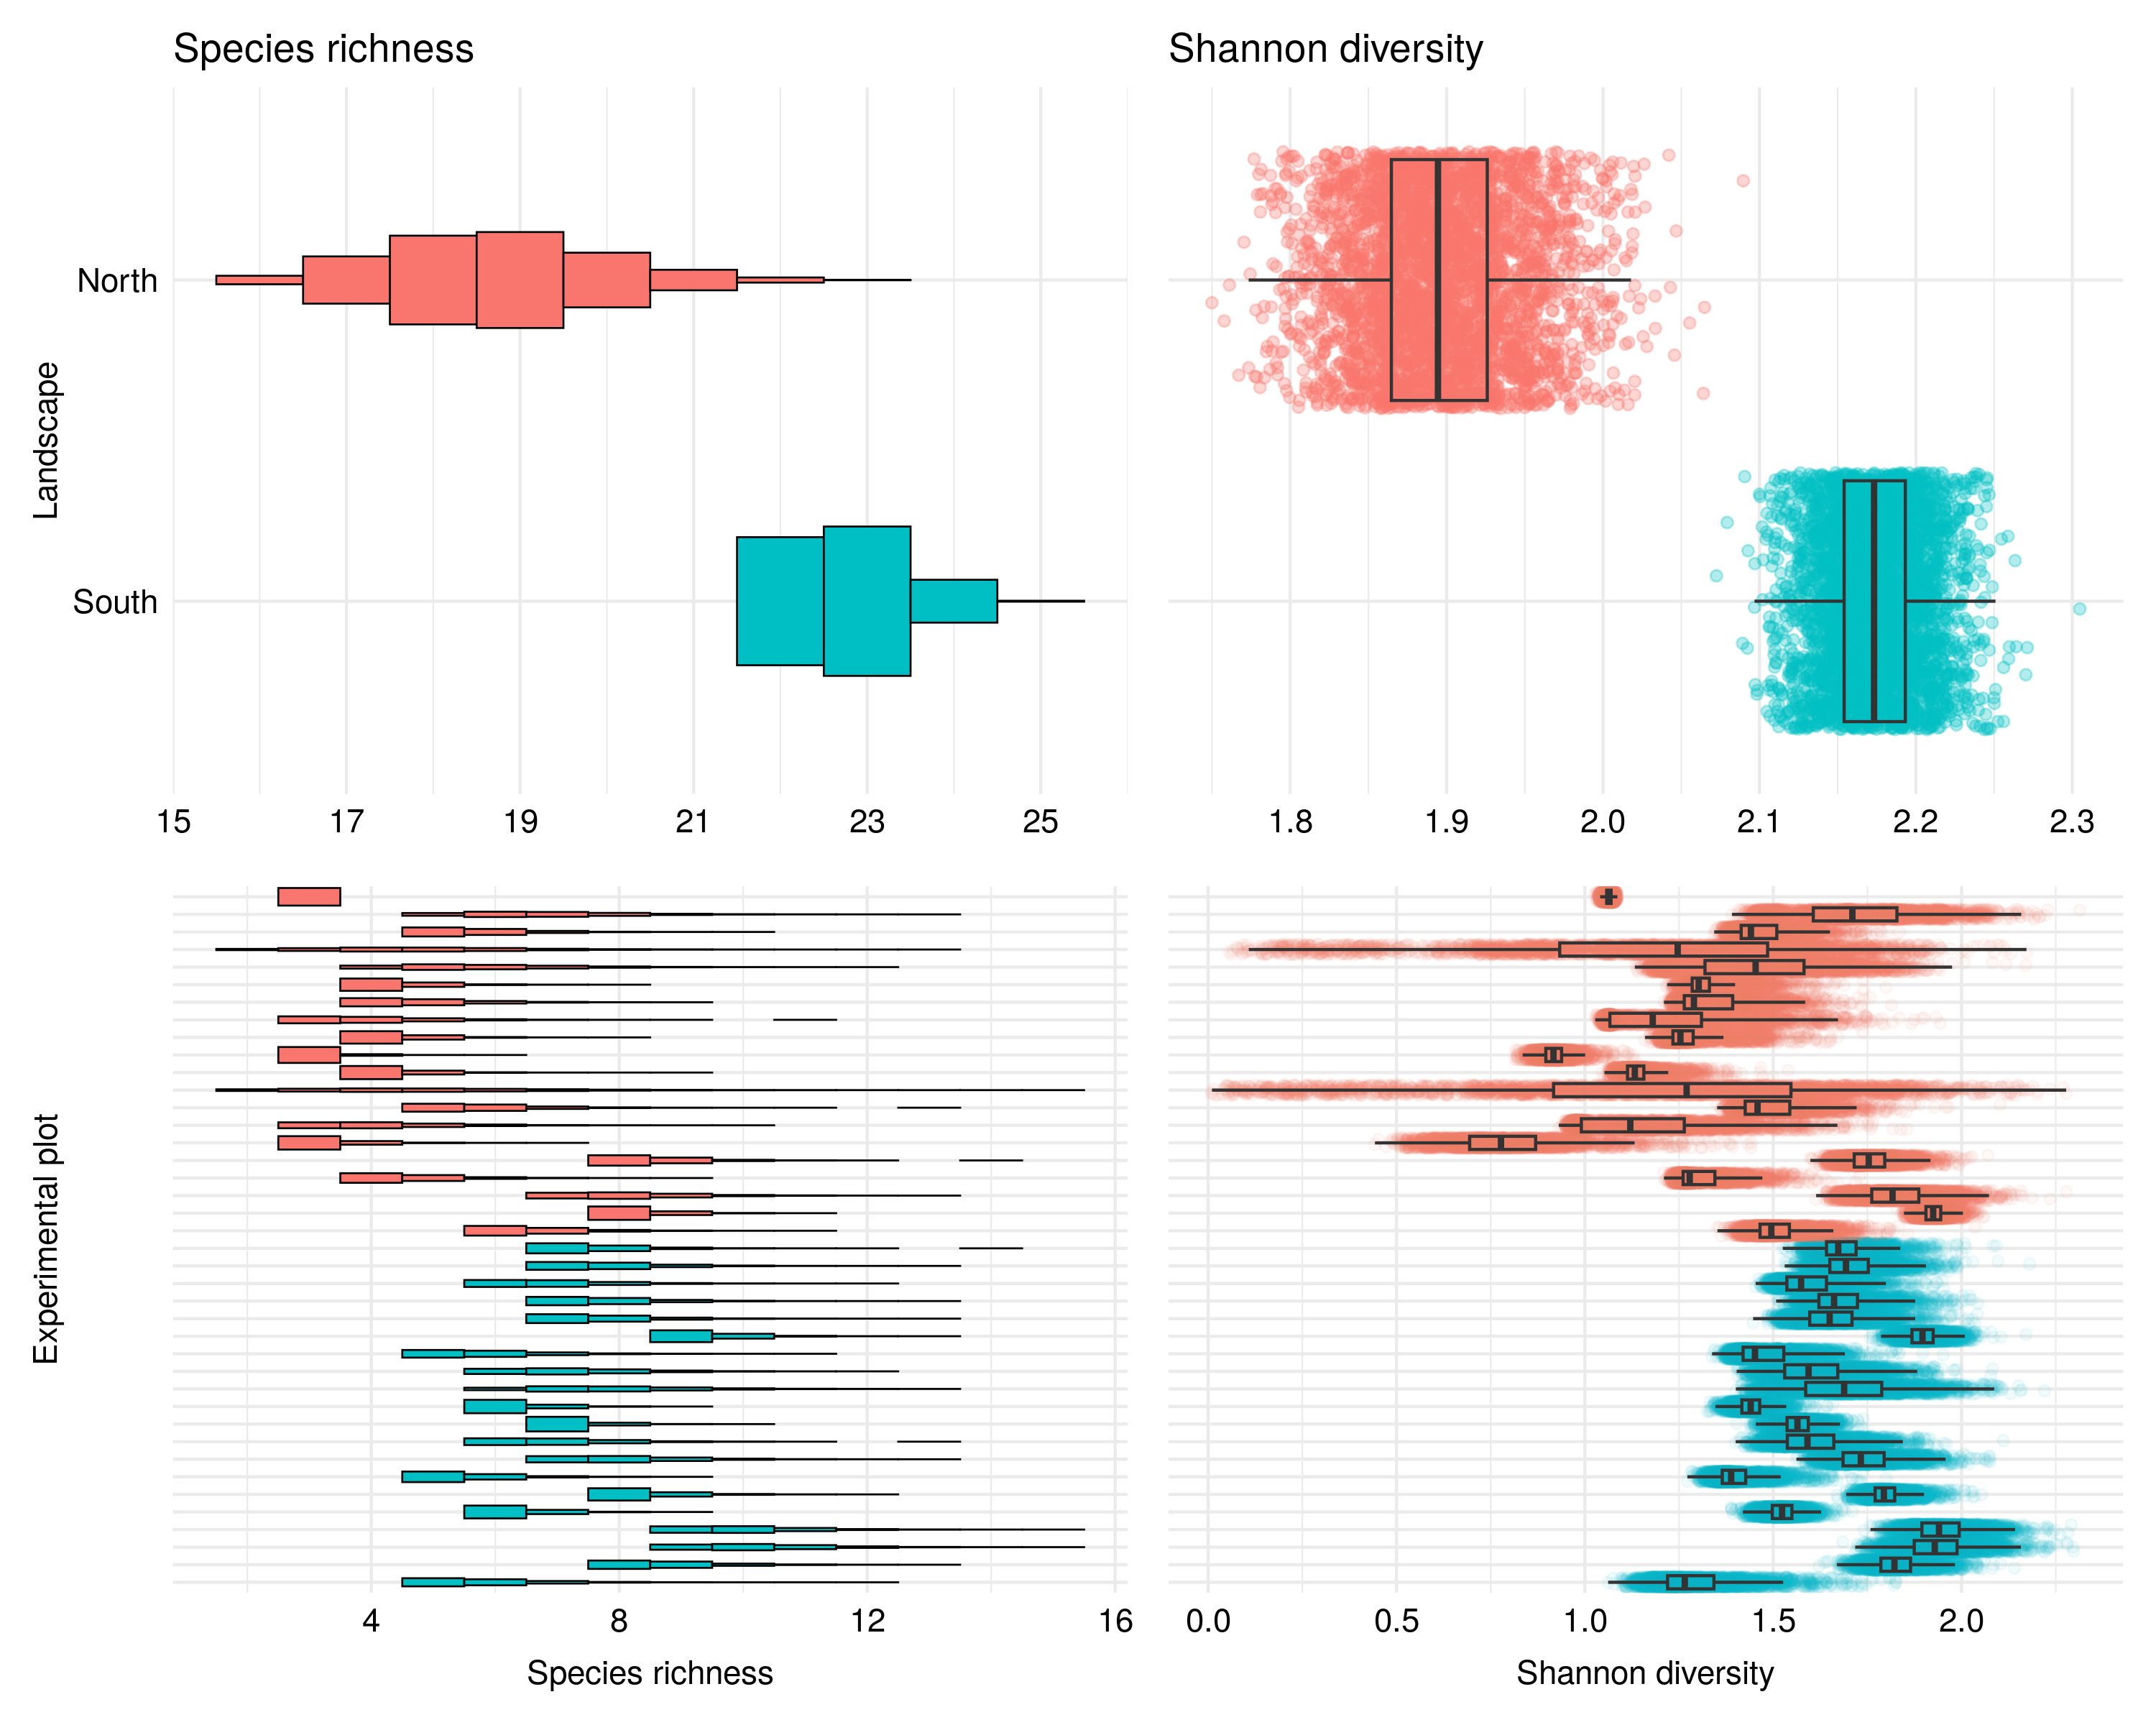 Species richness
Shannon diversity
Landscape
North
South
15 17 19 21 23 25
1.8 1.9 2.0 2.1 2.2 2.3
Experimental plot
4 8 12 16
0.0 0.5 1.0 1.5 2.0
Species richness
Shannon diversity